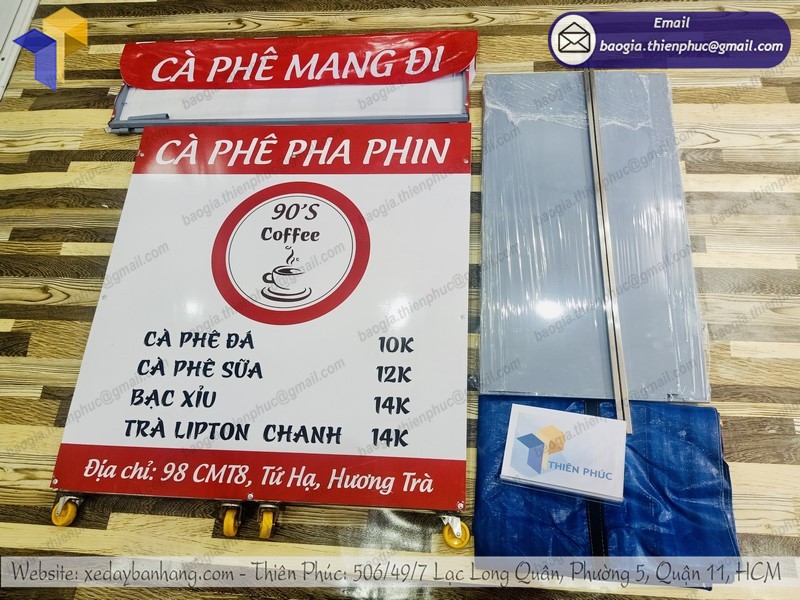 Email
baogia.thienphuc@gmail.com
CÀ PHÊ MANG ĐI
CÀ PHÊ PHA PHIN
90'S
Coffee
CÀ PHÊ ĐÁ 10K
CÀ PHÊ SỮA 12K
BẠC XỈU 14K
TRÀ LIPTON CHANH 14K
Địa chỉ: 98 CMT8, Tứ Hạ, Hương Trà
THIÊN PHÚC
Website: xedaybanhang.com - Thiên Phúc: 506/49/7 Lạc Long Quân, Phường 5, Quận 11, HCM